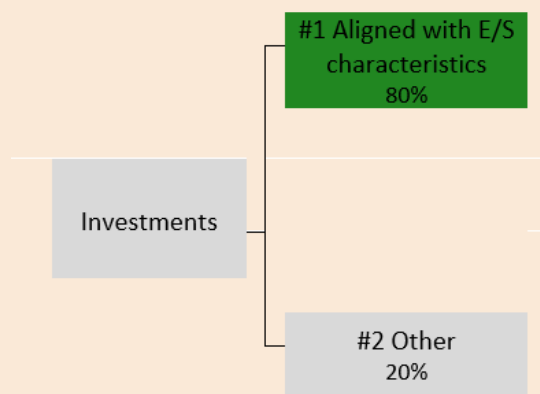 #1 Aligned with E/S
characteristics
80%
Investments
#2 Other
20%